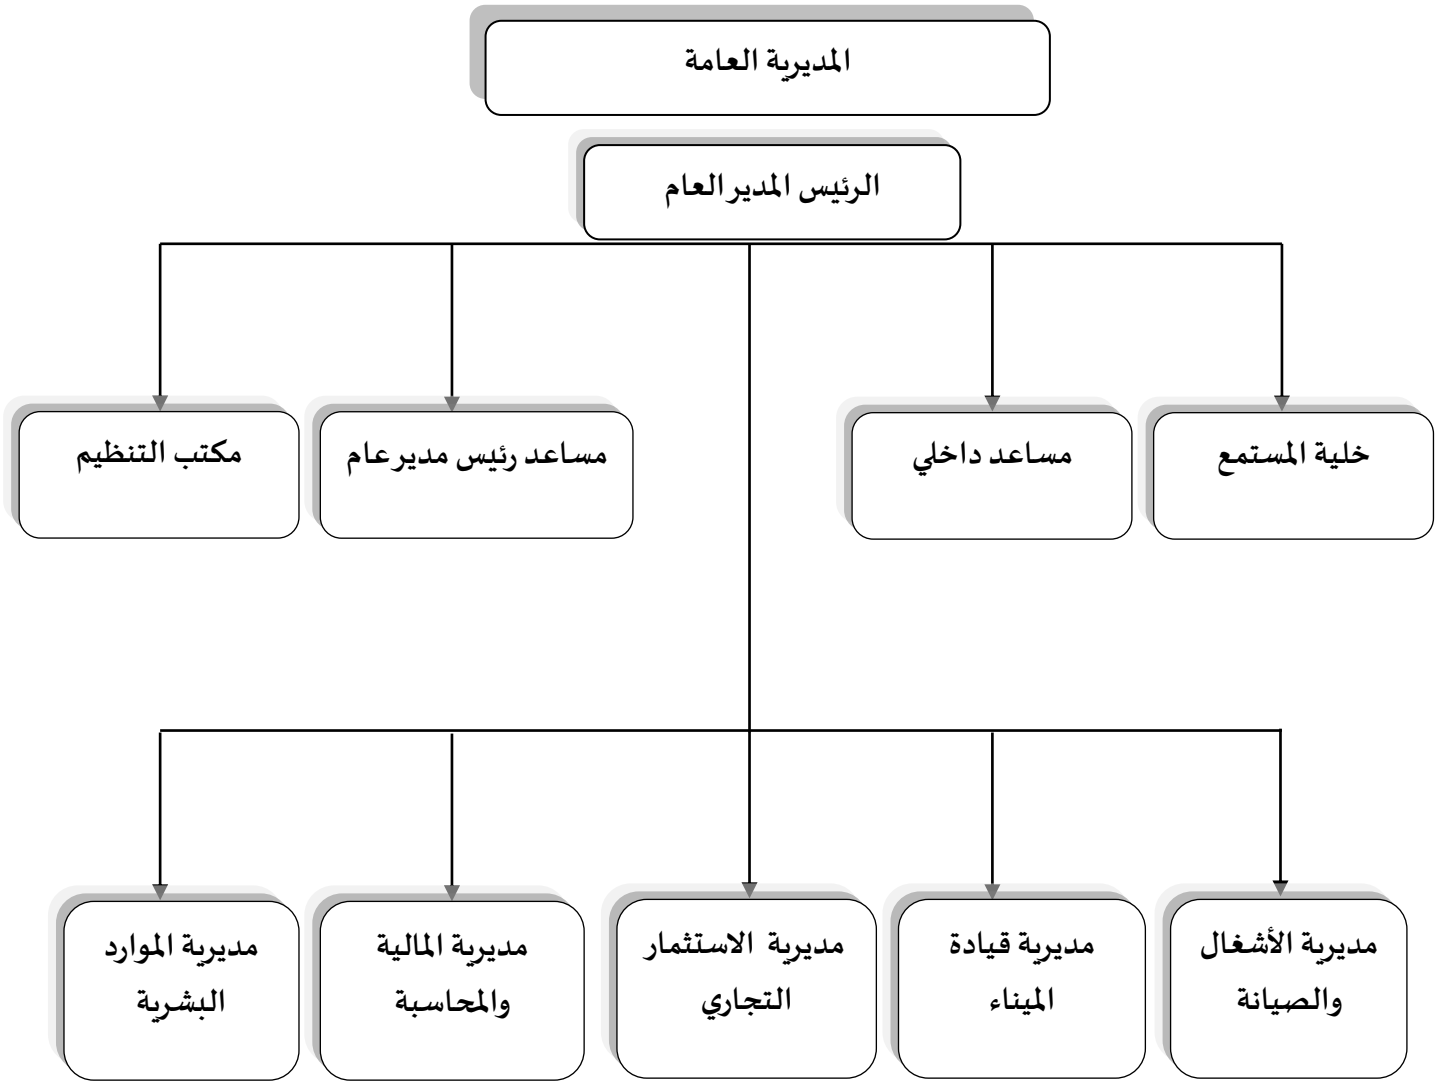 المديرية العامة
الرئيس المدير العام
خلية المستمع
مساعد داخلي
مساعد رئيس مدير عام
مكتب التنظيم
مديرية الأشغال
والصيانة
مديرية قيادة
الميناء
مديرية الاستثمار
التجاري
مديرية المالية
والمحاسبة
مديرية الموارد
البشرية